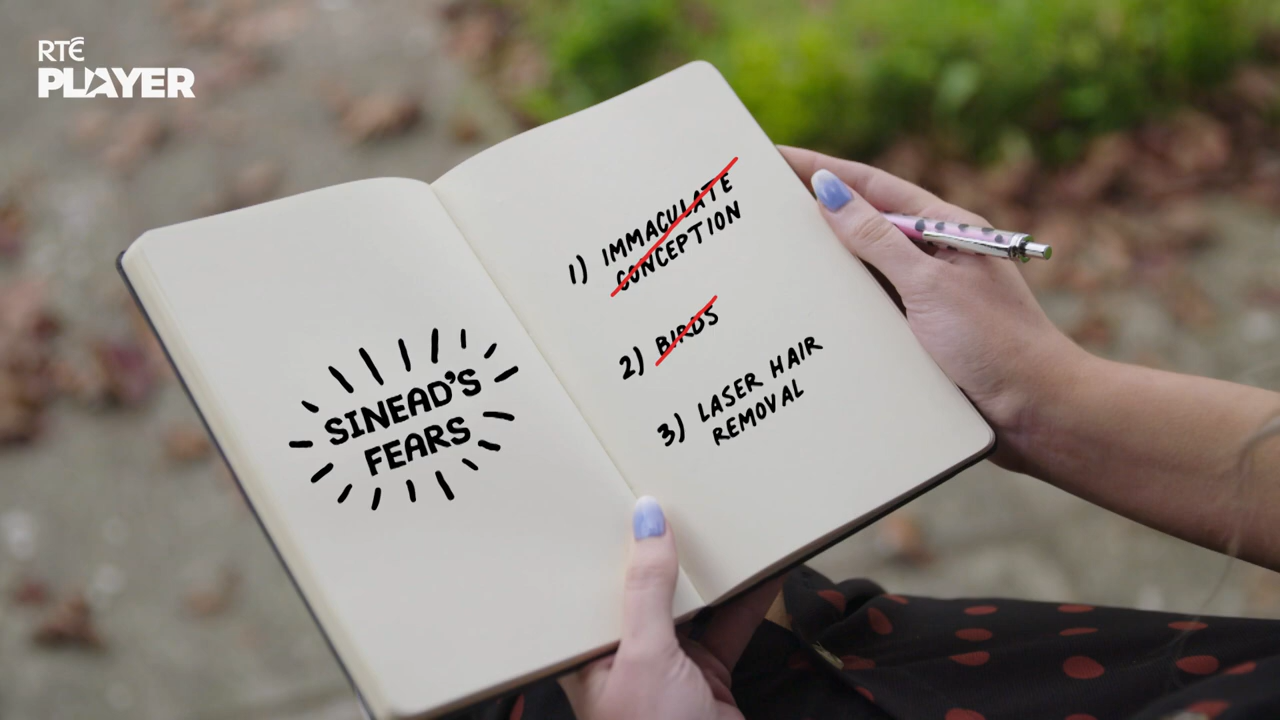 RTÉ
PLAYER
SINEAD'S
FEARS
1) IMMACULATE
CONCEPTION
2) BIRDS
3) LASER HAIR
REMOVAL